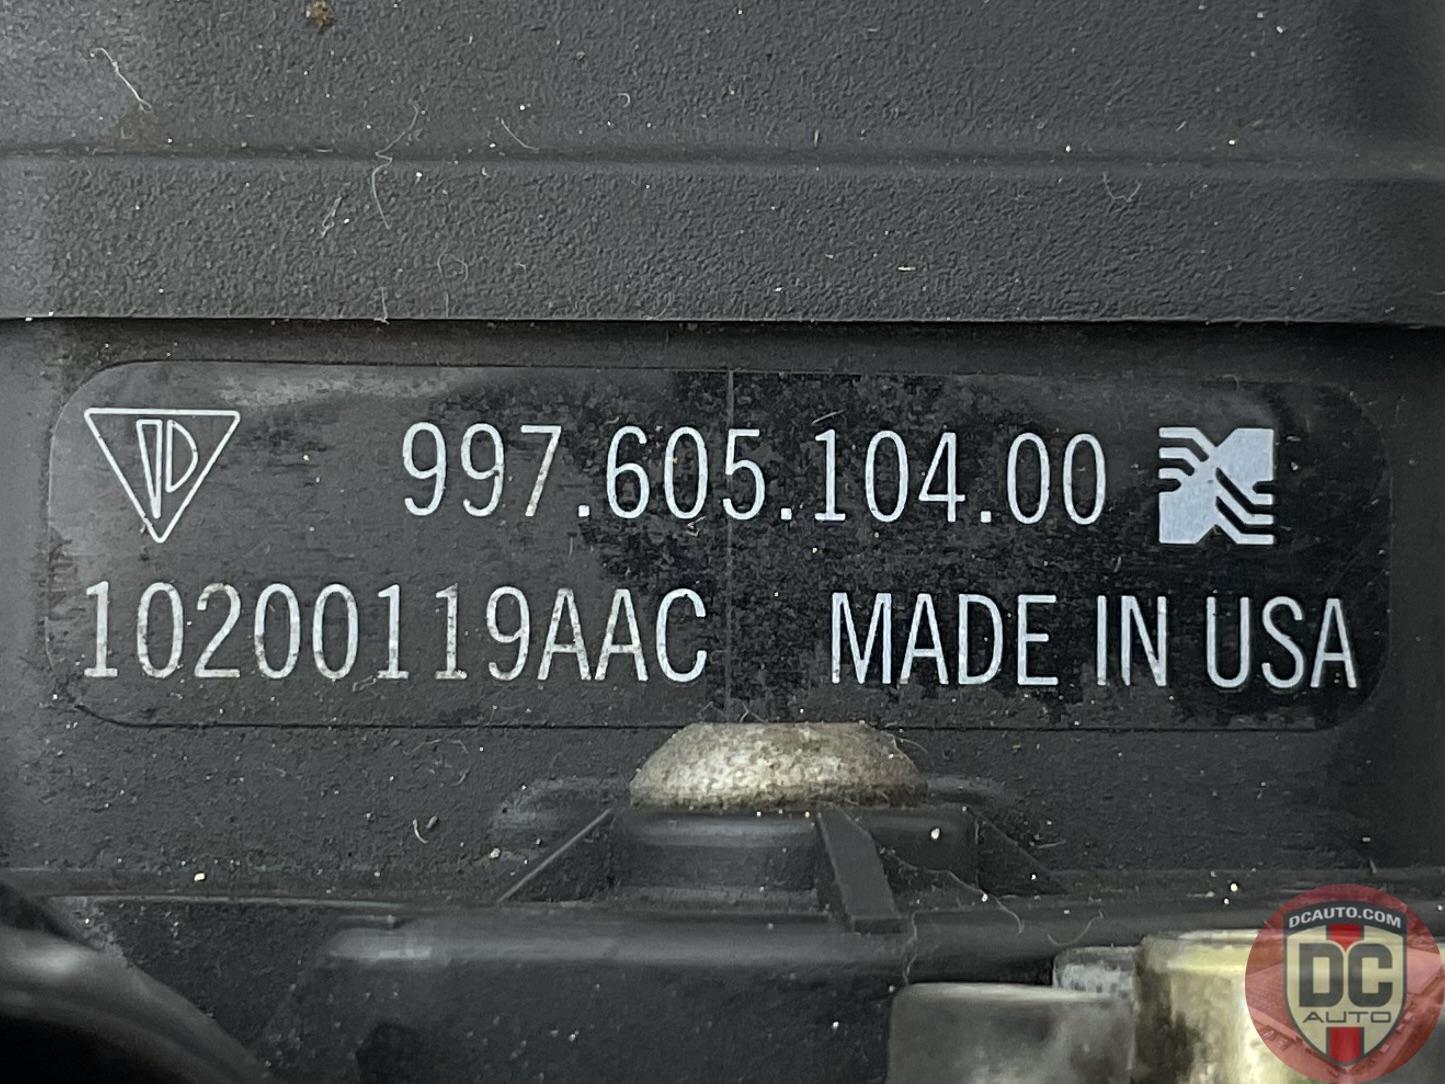 997.605.104.00
10200119AAC MADE IN USA
DCAUTO.COM
DC
AUTO